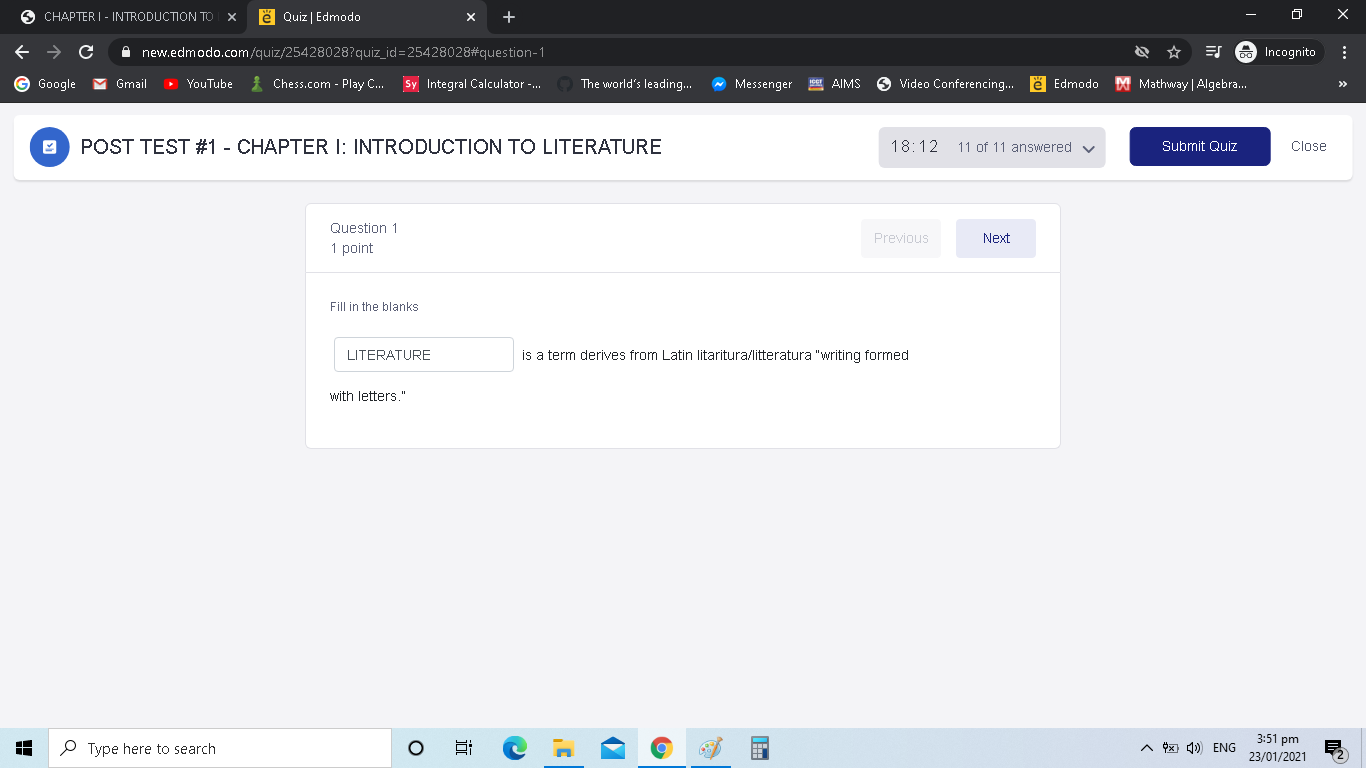 CHAPTER I - INTRODUCTION TO
Quiz | Edmodo
new.edmodo.com/quiz/25428028?quiz_id=25428028#question-1
Incognito
Google Gmail YouTube Chess.com - Play C... Sy Integral Calculator -... The world's leading... Messenger AIMS Video Conferencing... Edmodo Mathway | Algebra... »
POST TEST #1 - CHAPTER I: INTRODUCTION TO LITERATURE
18:12 11 of 11 answered
Submit Quiz
Close
Question 1
1 point
Previous
Next
Fill in the blanks
LITERATURE is a term derives from Latin litaritura/litteratura "writing formed
with letters."
Type here to search
ENG
3:51 pm
23/01/2021
2